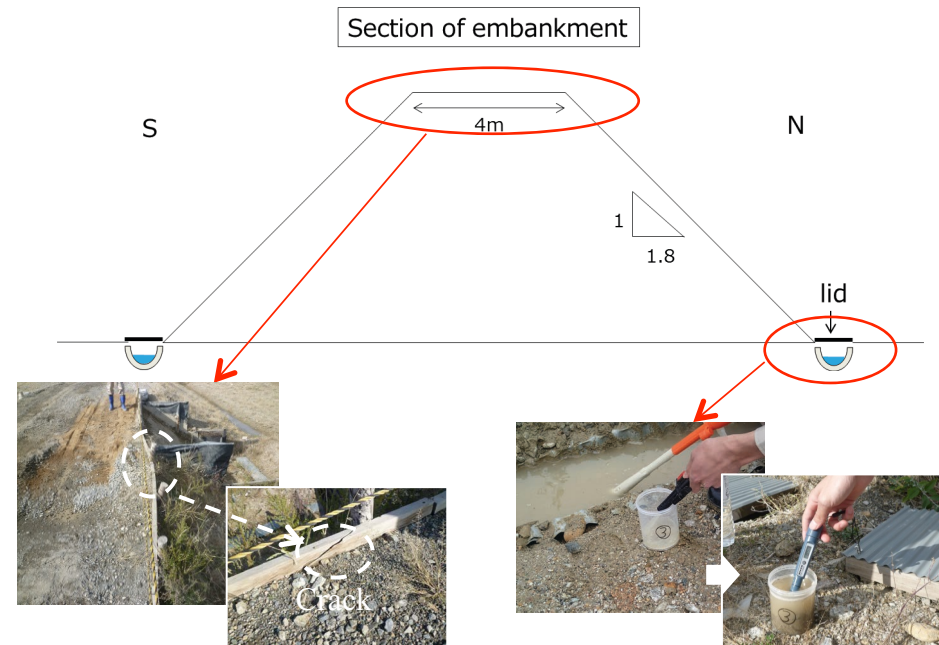 Section of embankment
S
4m
N
1
1.8
lid
Crack
③
③